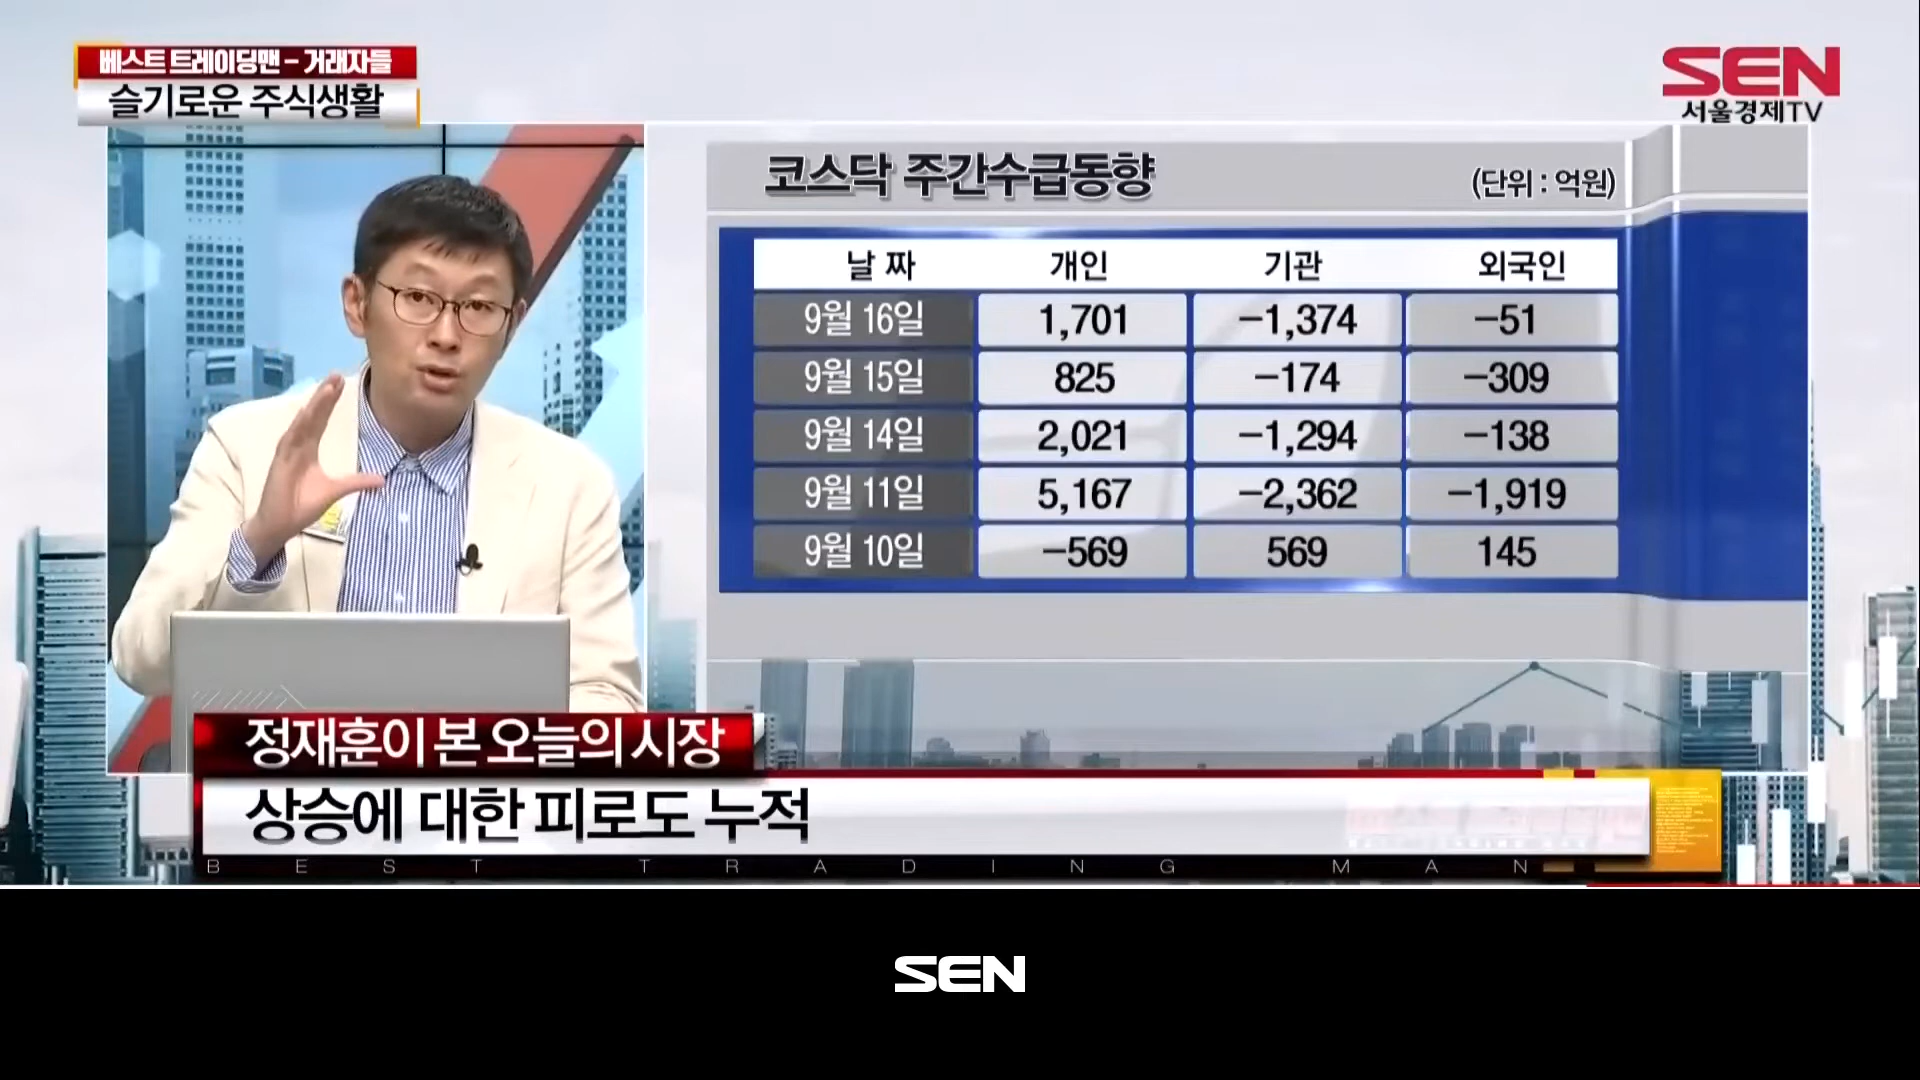 베스트 트레이딩맨 - 거래자들
슬기로운 주식생활
SEN
서울경제TV
코스닥 주간수급동향
(단위 : 억원)
날 짜 개인 기관 외국인
9월 16일 1,701 -1,374 -51
9월 15일 825 -174 -309
9월 14일 2,021 -1,294 -138
9월 11일 5,167 -2,362 -1,919
9월 10일 -569 569 145
정재훈이 본 오늘의 시장
상승에 대한 피로도 누적
BEST TRADING MAN
SEN